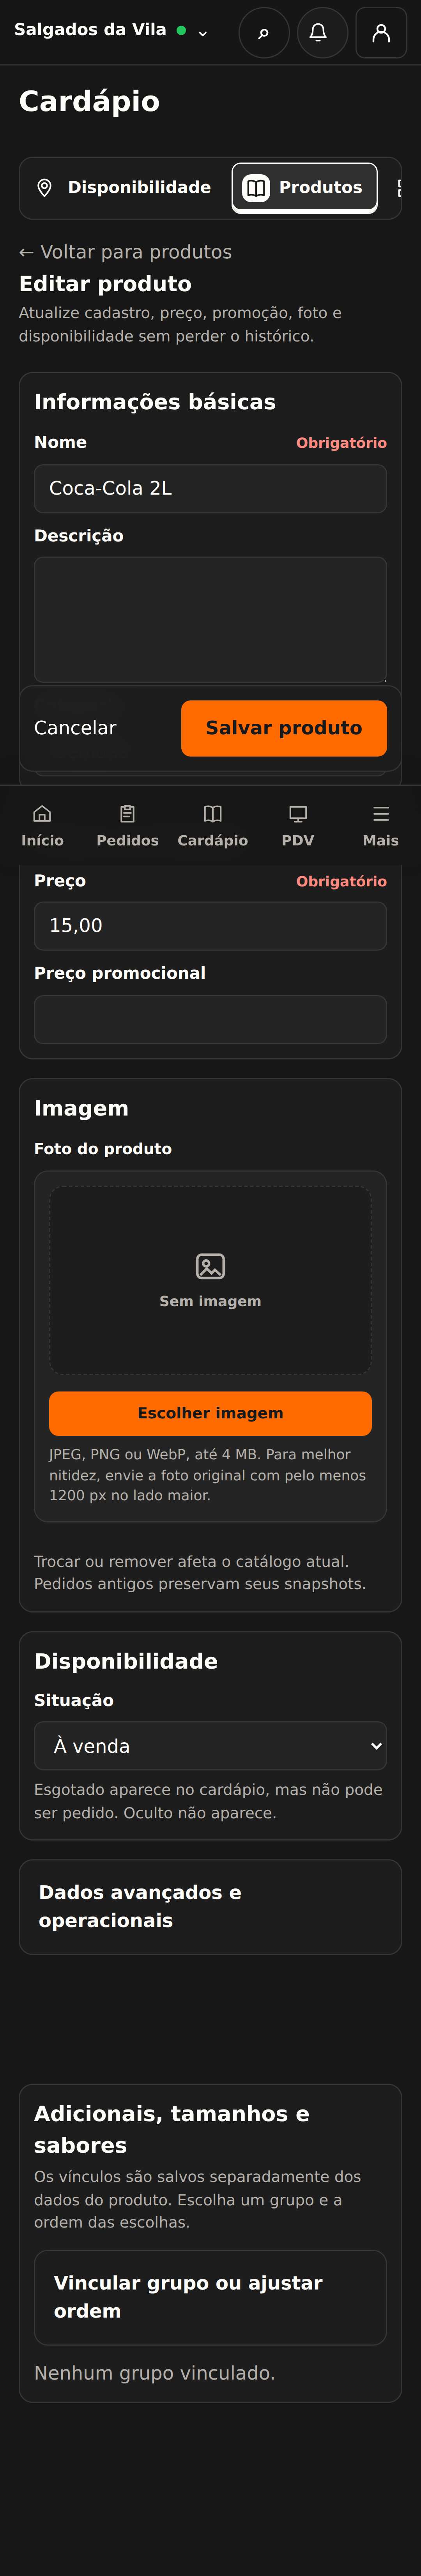 Salgados da Vila
Cardápio
Disponibilidade
Produtos
← Voltar para produtos
Editar produto
Atualize cadastro, preço, promoção, foto e
disponibilidade sem perder o histórico.
Informações básicas
Nome
Obrigatório
Coca-Cola 2L
Descrição
Cancelar
Salvar produto
Início
Pedidos
Cardápio
PDV
Mais
Preço
Obrigatório
15,00
Preço promocional
Imagem
Foto do produto
Sem imagem
Escolher imagem
JPEG, PNG ou WebP, até 4 MB. Para melhor
nitidez, envie a foto original com pelo menos
1200 px no lado maior.
Trocar ou remover afeta o catálogo atual.
Pedidos antigos preservam seus snapshots.
Disponibilidade
Situação
À venda
Esgotado aparece no cardápio, mas não pode
ser pedido. Oculto não aparece.
Dados avançados e
operacionais
Adicionais, tamanhos e
sabores
Os vínculos são salvos separadamente dos
dados do produto. Escolha um grupo e a
ordem das escolhas.
Vincular grupo ou ajustar
ordem
Nenhum grupo vinculado.